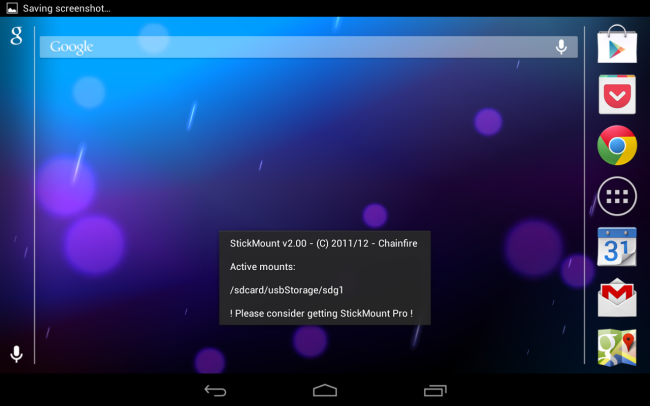 Saving screenshot...
g
Google
StickMount v2.00 - (C) 2011/12 - Chainfire
Active mounts:
/sdcard/usbStorage/sdg1
! Please consider getting StickMount Pro !
31
g